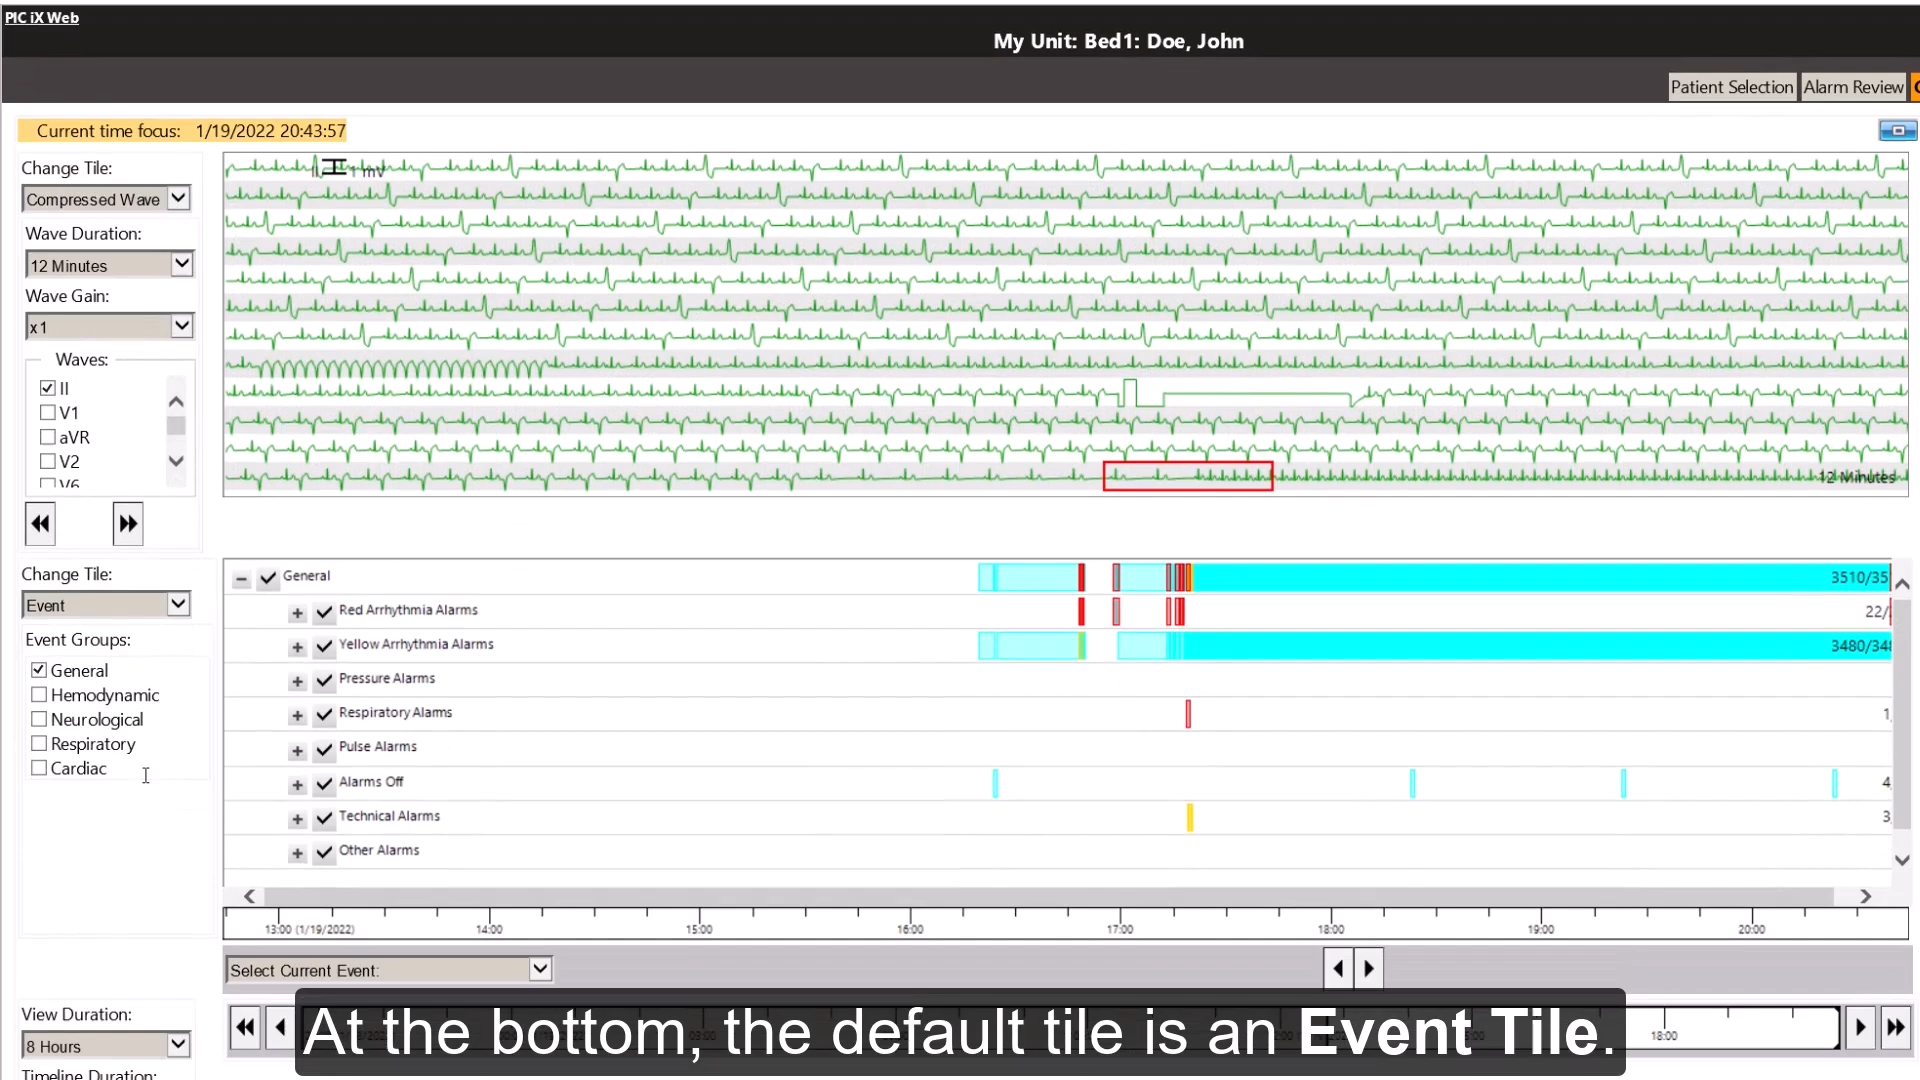 PIC iX Web
My Unit: Bed1: Doe, John
Patient Selection
Alarm Review
Current time focus: 1/19/2022 20:43:57
Change Tile:
Compressed Wave
Wave Duration:
12 Minutes
Wave Gain:
x1
Waves:
II
V1
aVR
V2
V6
II
1 mV
12 Minutes
Change Tile:
Event
Event Groups:
General
Hemodynamic
Neurological
Respiratory
Cardiac
General
3510/35
Red Arrhythmia Alarms
22/
Yellow Arrhythmia Alarms
3480/348
Pressure Alarms
Respiratory Alarms
1
Pulse Alarms
Alarms Off
4
Technical Alarms
3
Other Alarms
13:00 (1/19/2022)
14:00
15:00
16:00
17:00
18:00
19:00
20:00
Select Current Event:
View Duration:
8 Hours
18:00
At the bottom, the default tile is an Event Tile.
Timeline Duration: